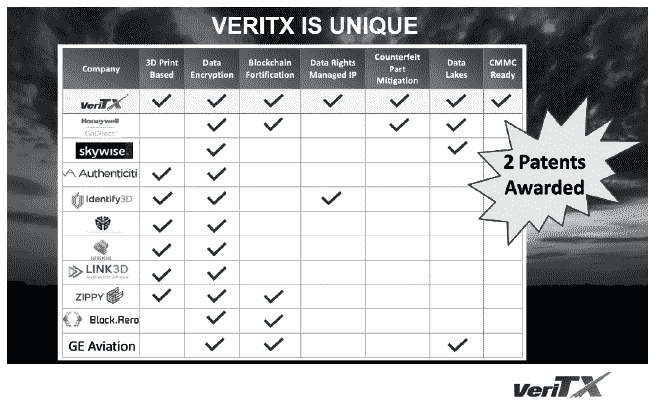 VERITX IS UNIQUE
Company
3D Print
Based
Data
Encryption
Blockchain
Fortification
Data Rights
Managed IP
Counterfeit
Part
Mitigation
Data
Lakes
CMMC
Ready
VeriTX ✓ ✓ ✓ ✓ ✓ ✓ ✓
Honeywell
GoDirect ✓ ✓ ✓ ✓
skywise. ✓ ✓
Authenticiti ✓ ✓
Identify3D ✓ ✓ ✓
✓ ✓
✓ ✓
LINK3D ✓ ✓
ZIPPY ✓ ✓ ✓
Block.Aero ✓ ✓
GE Aviation ✓ ✓ ✓
2 Patents
Awarded
VeriTX